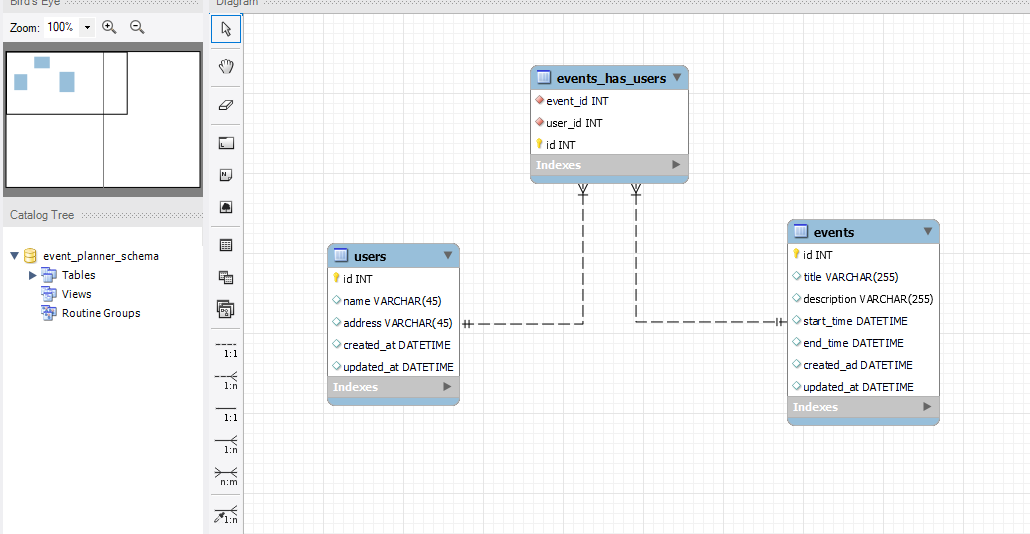 Bird's Eye
Zoom: 100%
Catalog Tree
event_planner_schema
Tables
Views
Routine Groups
Diagram
1:1
1:n
1:1
1:n
n:m
1:n
events_has_users
event_id INT
user_id INT
id INT
Indexes
users
id INT
name VARCHAR(45)
address VARCHAR(45)
created_at DATETIME
updated_at DATETIME
Indexes
events
id INT
title VARCHAR(255)
description VARCHAR(255)
start_time DATETIME
end_time DATETIME
created_ad DATETIME
updated_at DATETIME
Indexes